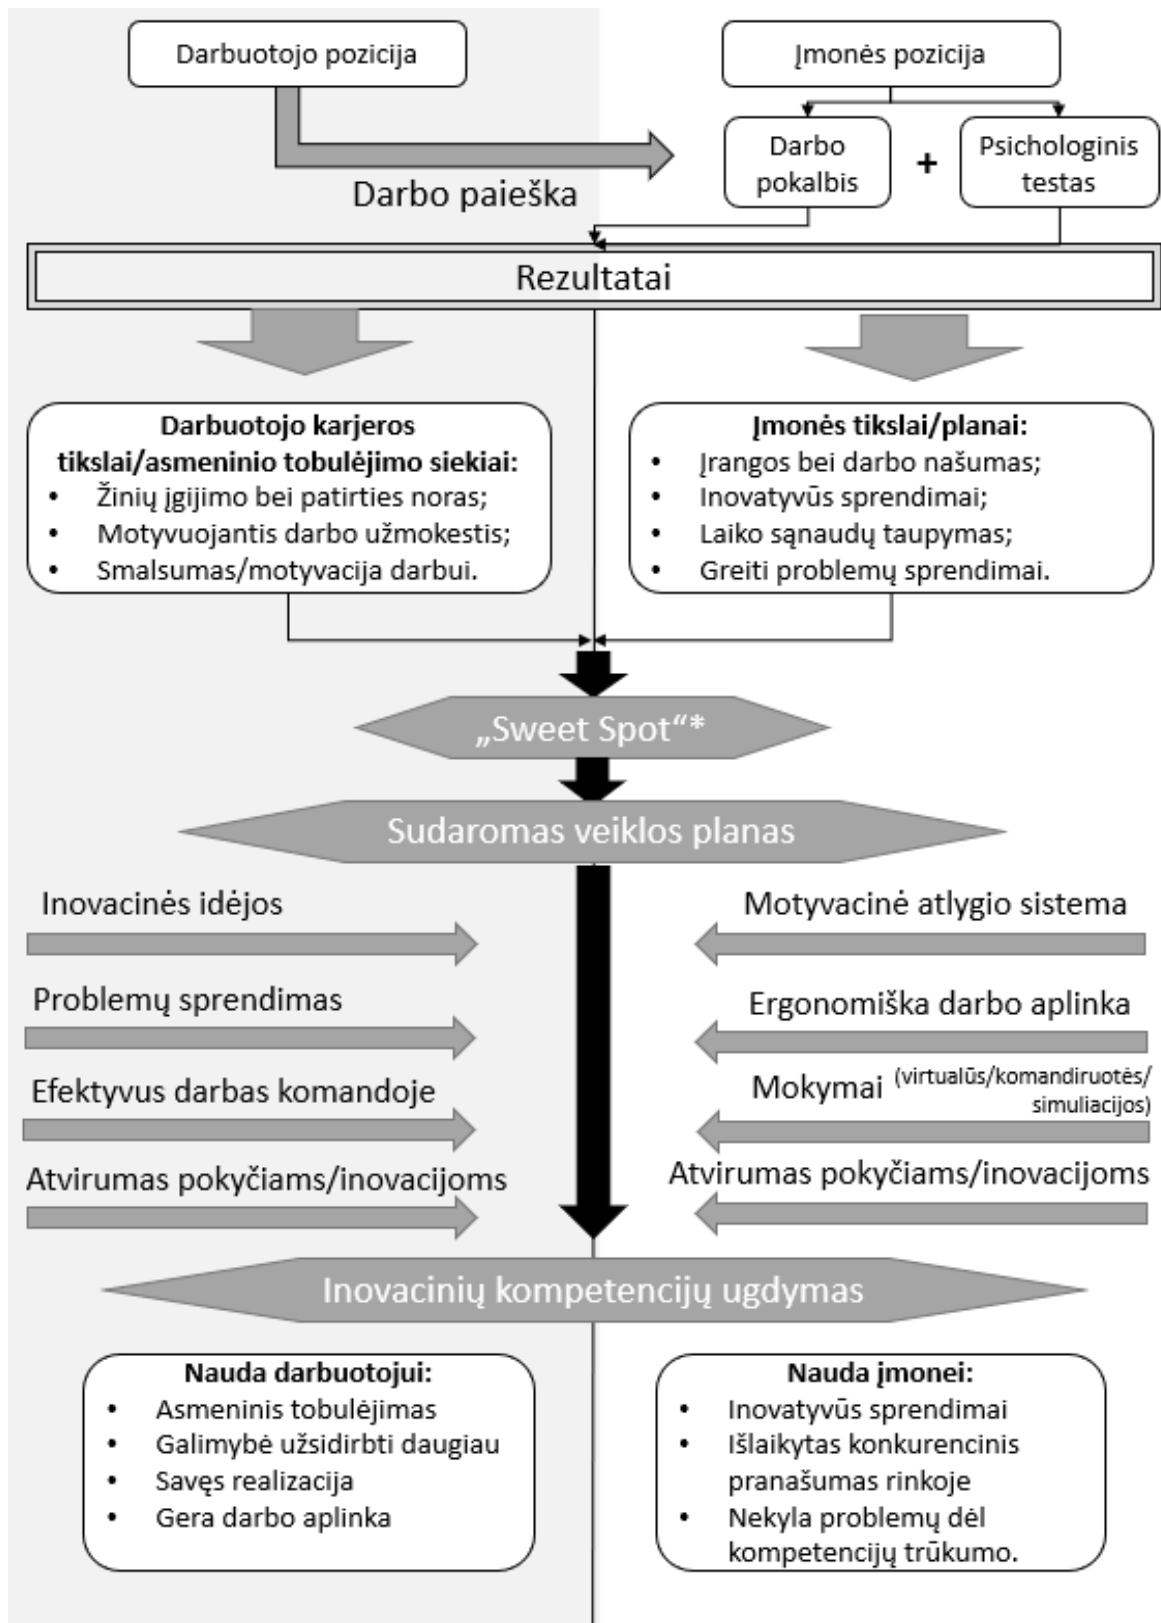 Darbuotojo pozicija
Įmonės pozicija
Darbo
pokalbis
+
Psichologinis
testas
Darbo paieška
Rezultatai
Darbuotojo karjeros
tikslai/asmeninio tobulėjimo siekiai:
• Žinių įgijimo bei patirties noras;
• Motyvuojantis darbo užmokestis;
• Smalsumas/motyvacija darbui.
Įmonės tikslai/planai:
• Įrangos bei darbo našumas;
• Inovatyvūs sprendimai;
• Laiko sąnaudų taupymas;
• Greiti problemų sprendimai.
„Sweet Spot“*
Sudaromas veiklos planas
Inovacinės idėjos
Problemų sprendimas
Efektyvus darbas komandoje
Atvirumas pokyčiams/inovacijoms
Motyvacinė atlygio sistema
Ergonomiška darbo aplinka
Mokymai (virtualūs/komandiruotės/
simuliacijos)
Atvirumas pokyčiams/inovacijoms
Inovacinių kompetencijų ugdymas
Nauda darbuotojui:
• Asmeninis tobulėjimas
• Galimybė užsidirbti daugiau
• Savęs realizacija
• Gera darbo aplinka
Nauda įmonei:
• Inovatyvūs sprendimai
• Išlaikytas konkurencinis
pranašumas rinkoje
• Nekyla problemų dėl
kompetencijų trūkumo.